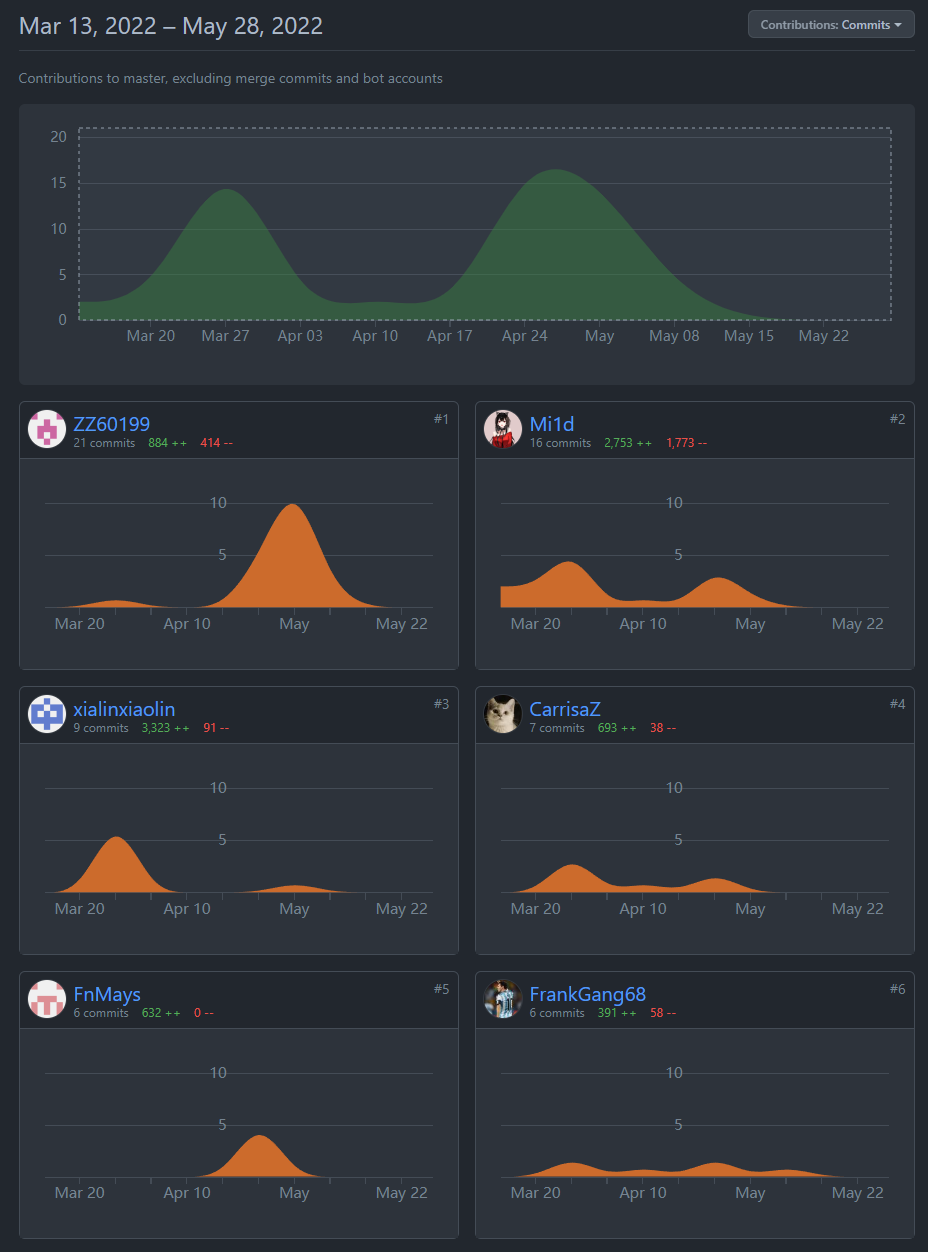 Mar 13, 2022 – May 28, 2022
Contributions: Commits
Contributions to master, excluding merge commits and bot accounts
20
15
10
5
0
Mar 20 Mar 27 Apr 03 Apr 10 Apr 17 Apr 24 May May 08 May 15 May 22
ZZ60199 #1
21 commits 884 ++ 414 --
10
5
Mar 20 Apr 10 May May 22
Mi1d #2
16 commits 2,753 ++ 1,773 --
10
5
Mar 20 Apr 10 May May 22
xialinxiaolin #3
9 commits 3,323 ++ 91 --
10
5
Mar 20 Apr 10 May May 22
CarrisaZ #4
7 commits 693 ++ 38 --
10
5
Mar 20 Apr 10 May May 22
FnMays #5
6 commits 632 ++ 0 --
10
5
Mar 20 Apr 10 May May 22
FrankGang68 #6
6 commits 391 ++ 58 --
10
5
Mar 20 Apr 10 May May 22